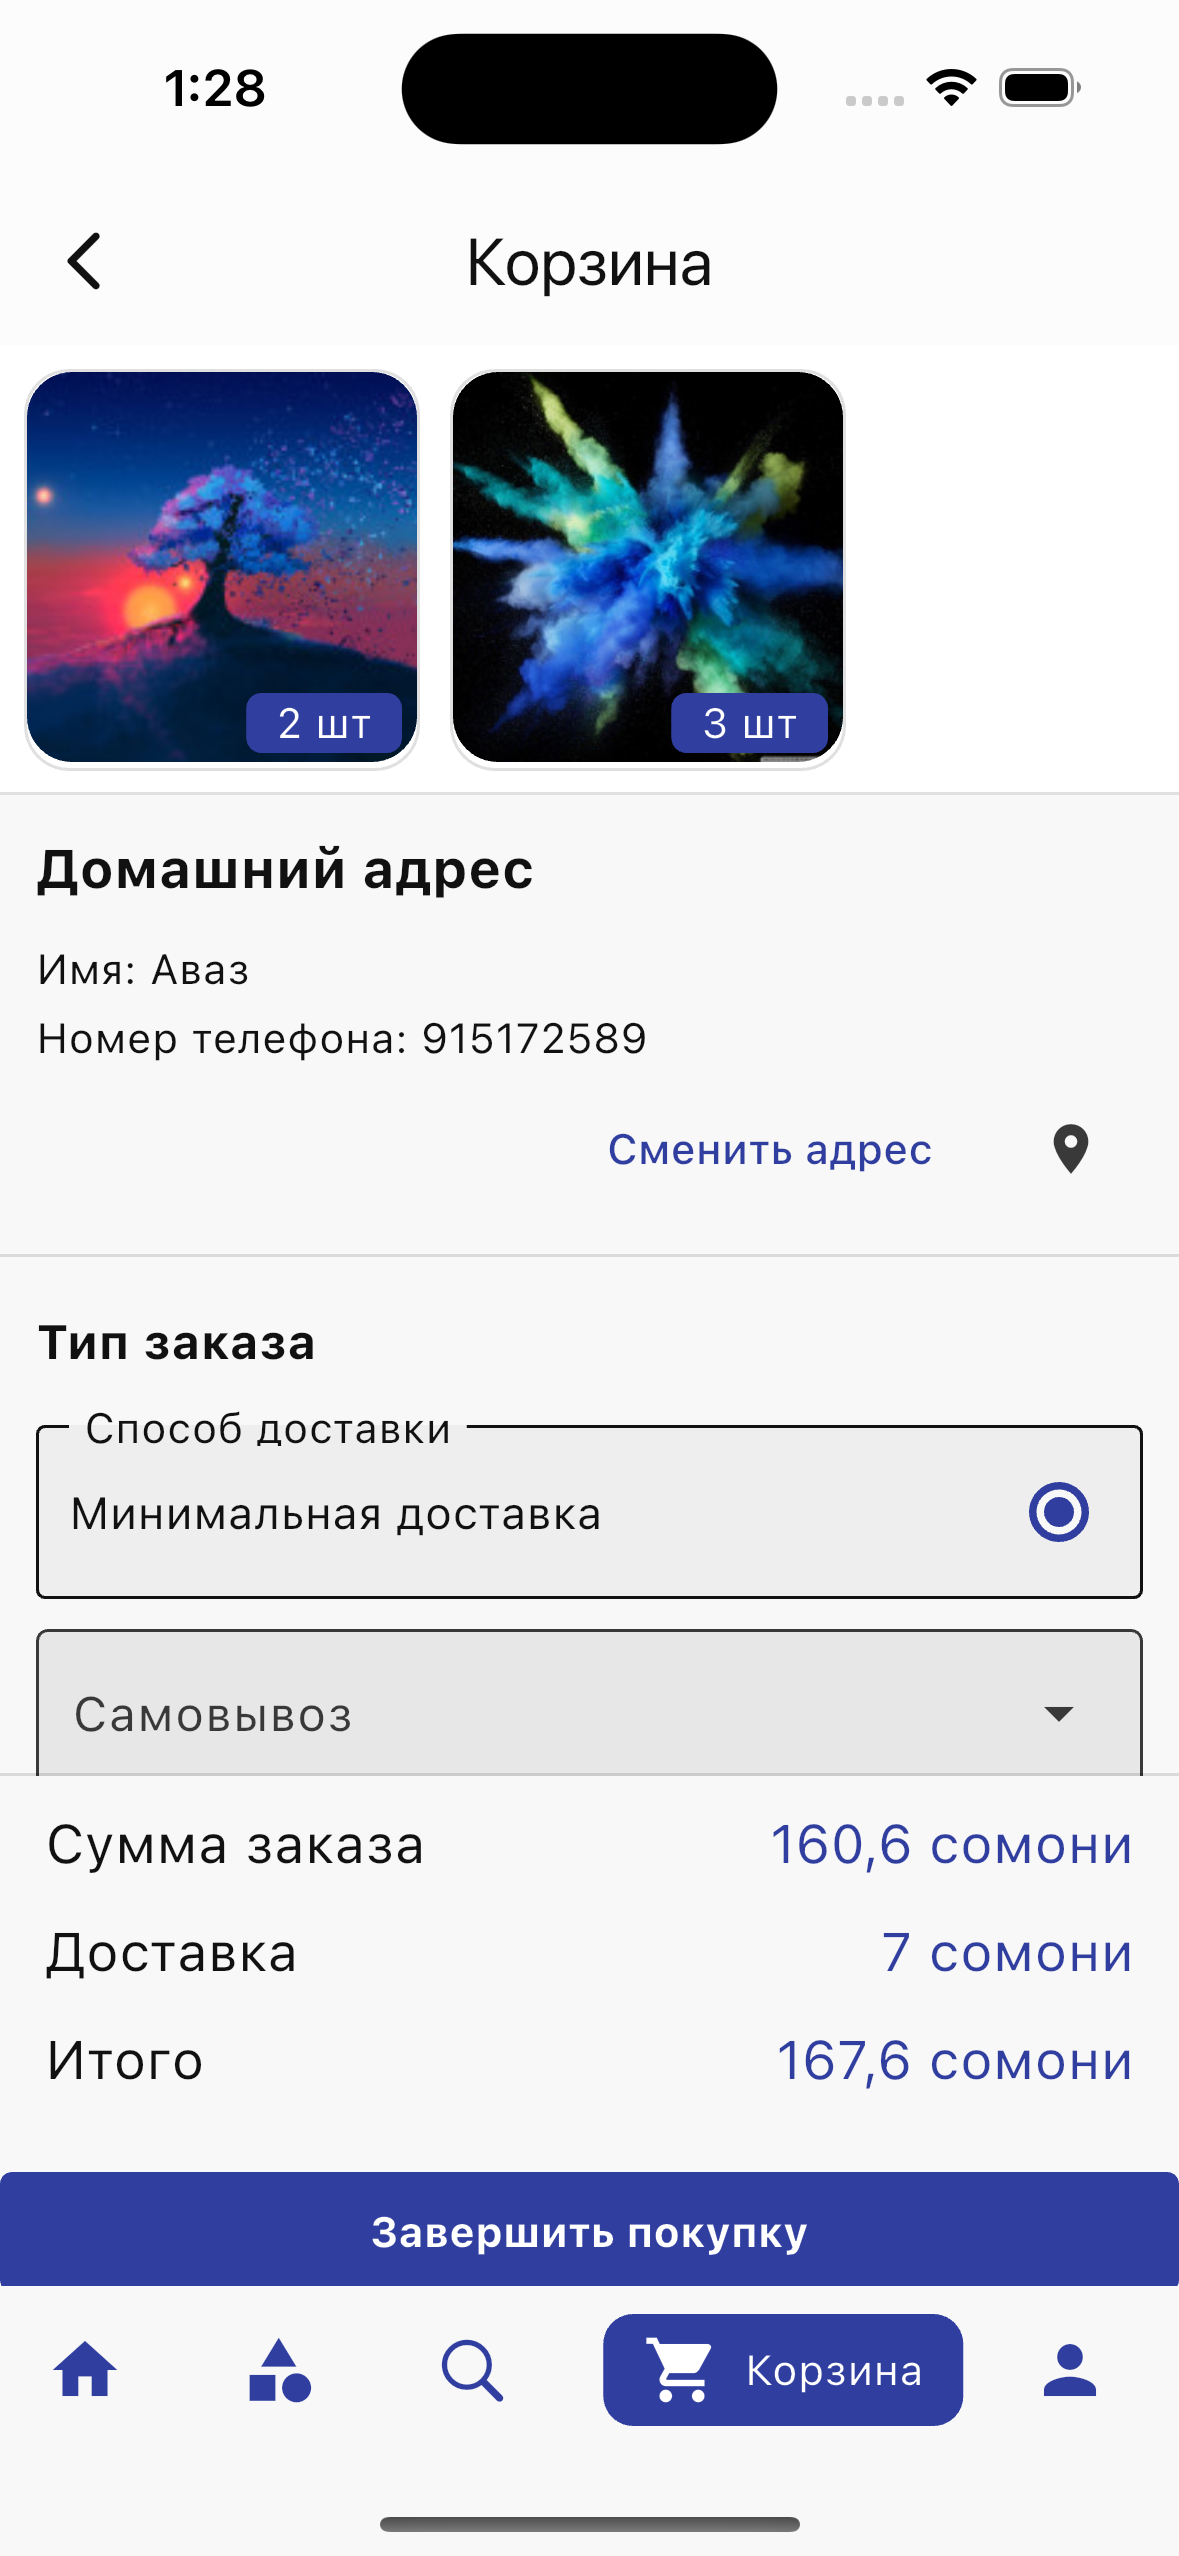 1:28
Корзина
2 шт
3 шт
Домашний адрес
Имя: Аваз
Номер телефона: 915172589
Сменить адрес
Тип заказа
Способ доставки
Минимальная доставка
Самовывоз
Сумма заказа 160,6 сомони
Доставка 7 сомони
Итого 167,6 сомони
Завершить покупку
Корзина